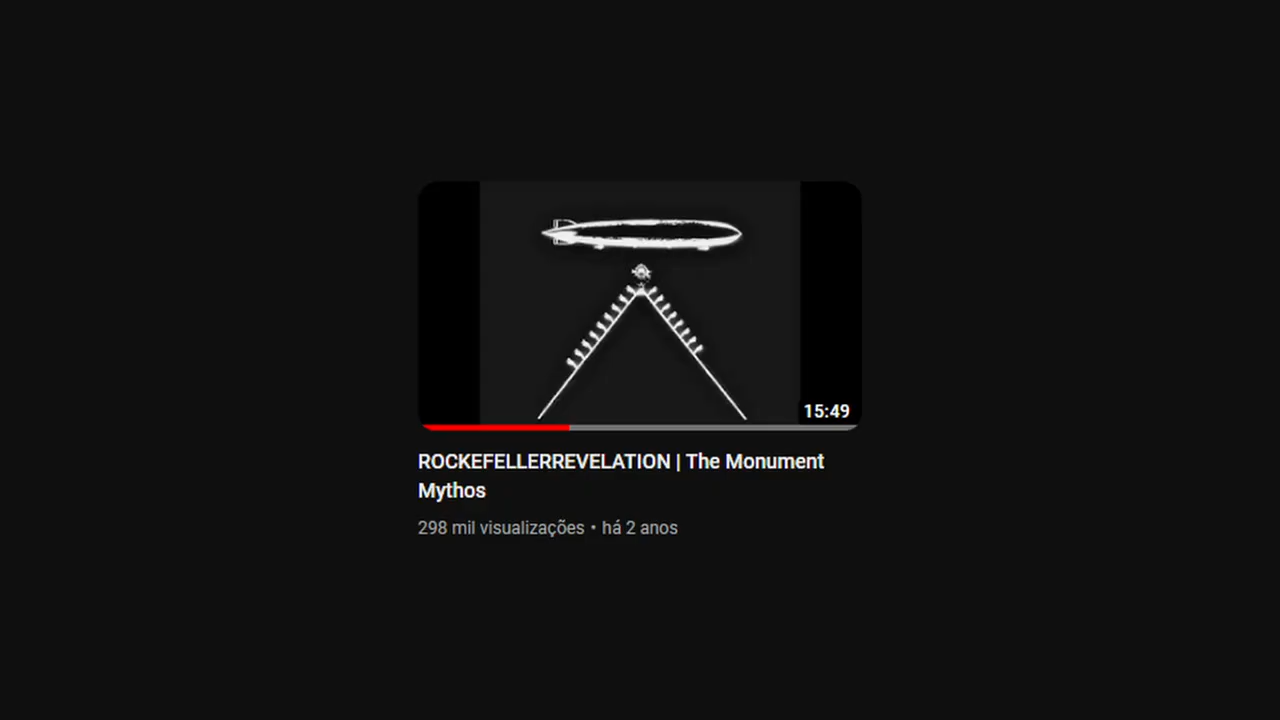 15:49
ROCKEFELLERREVELATION | The Monument
Mythos
298 mil visualizações • há 2 anos